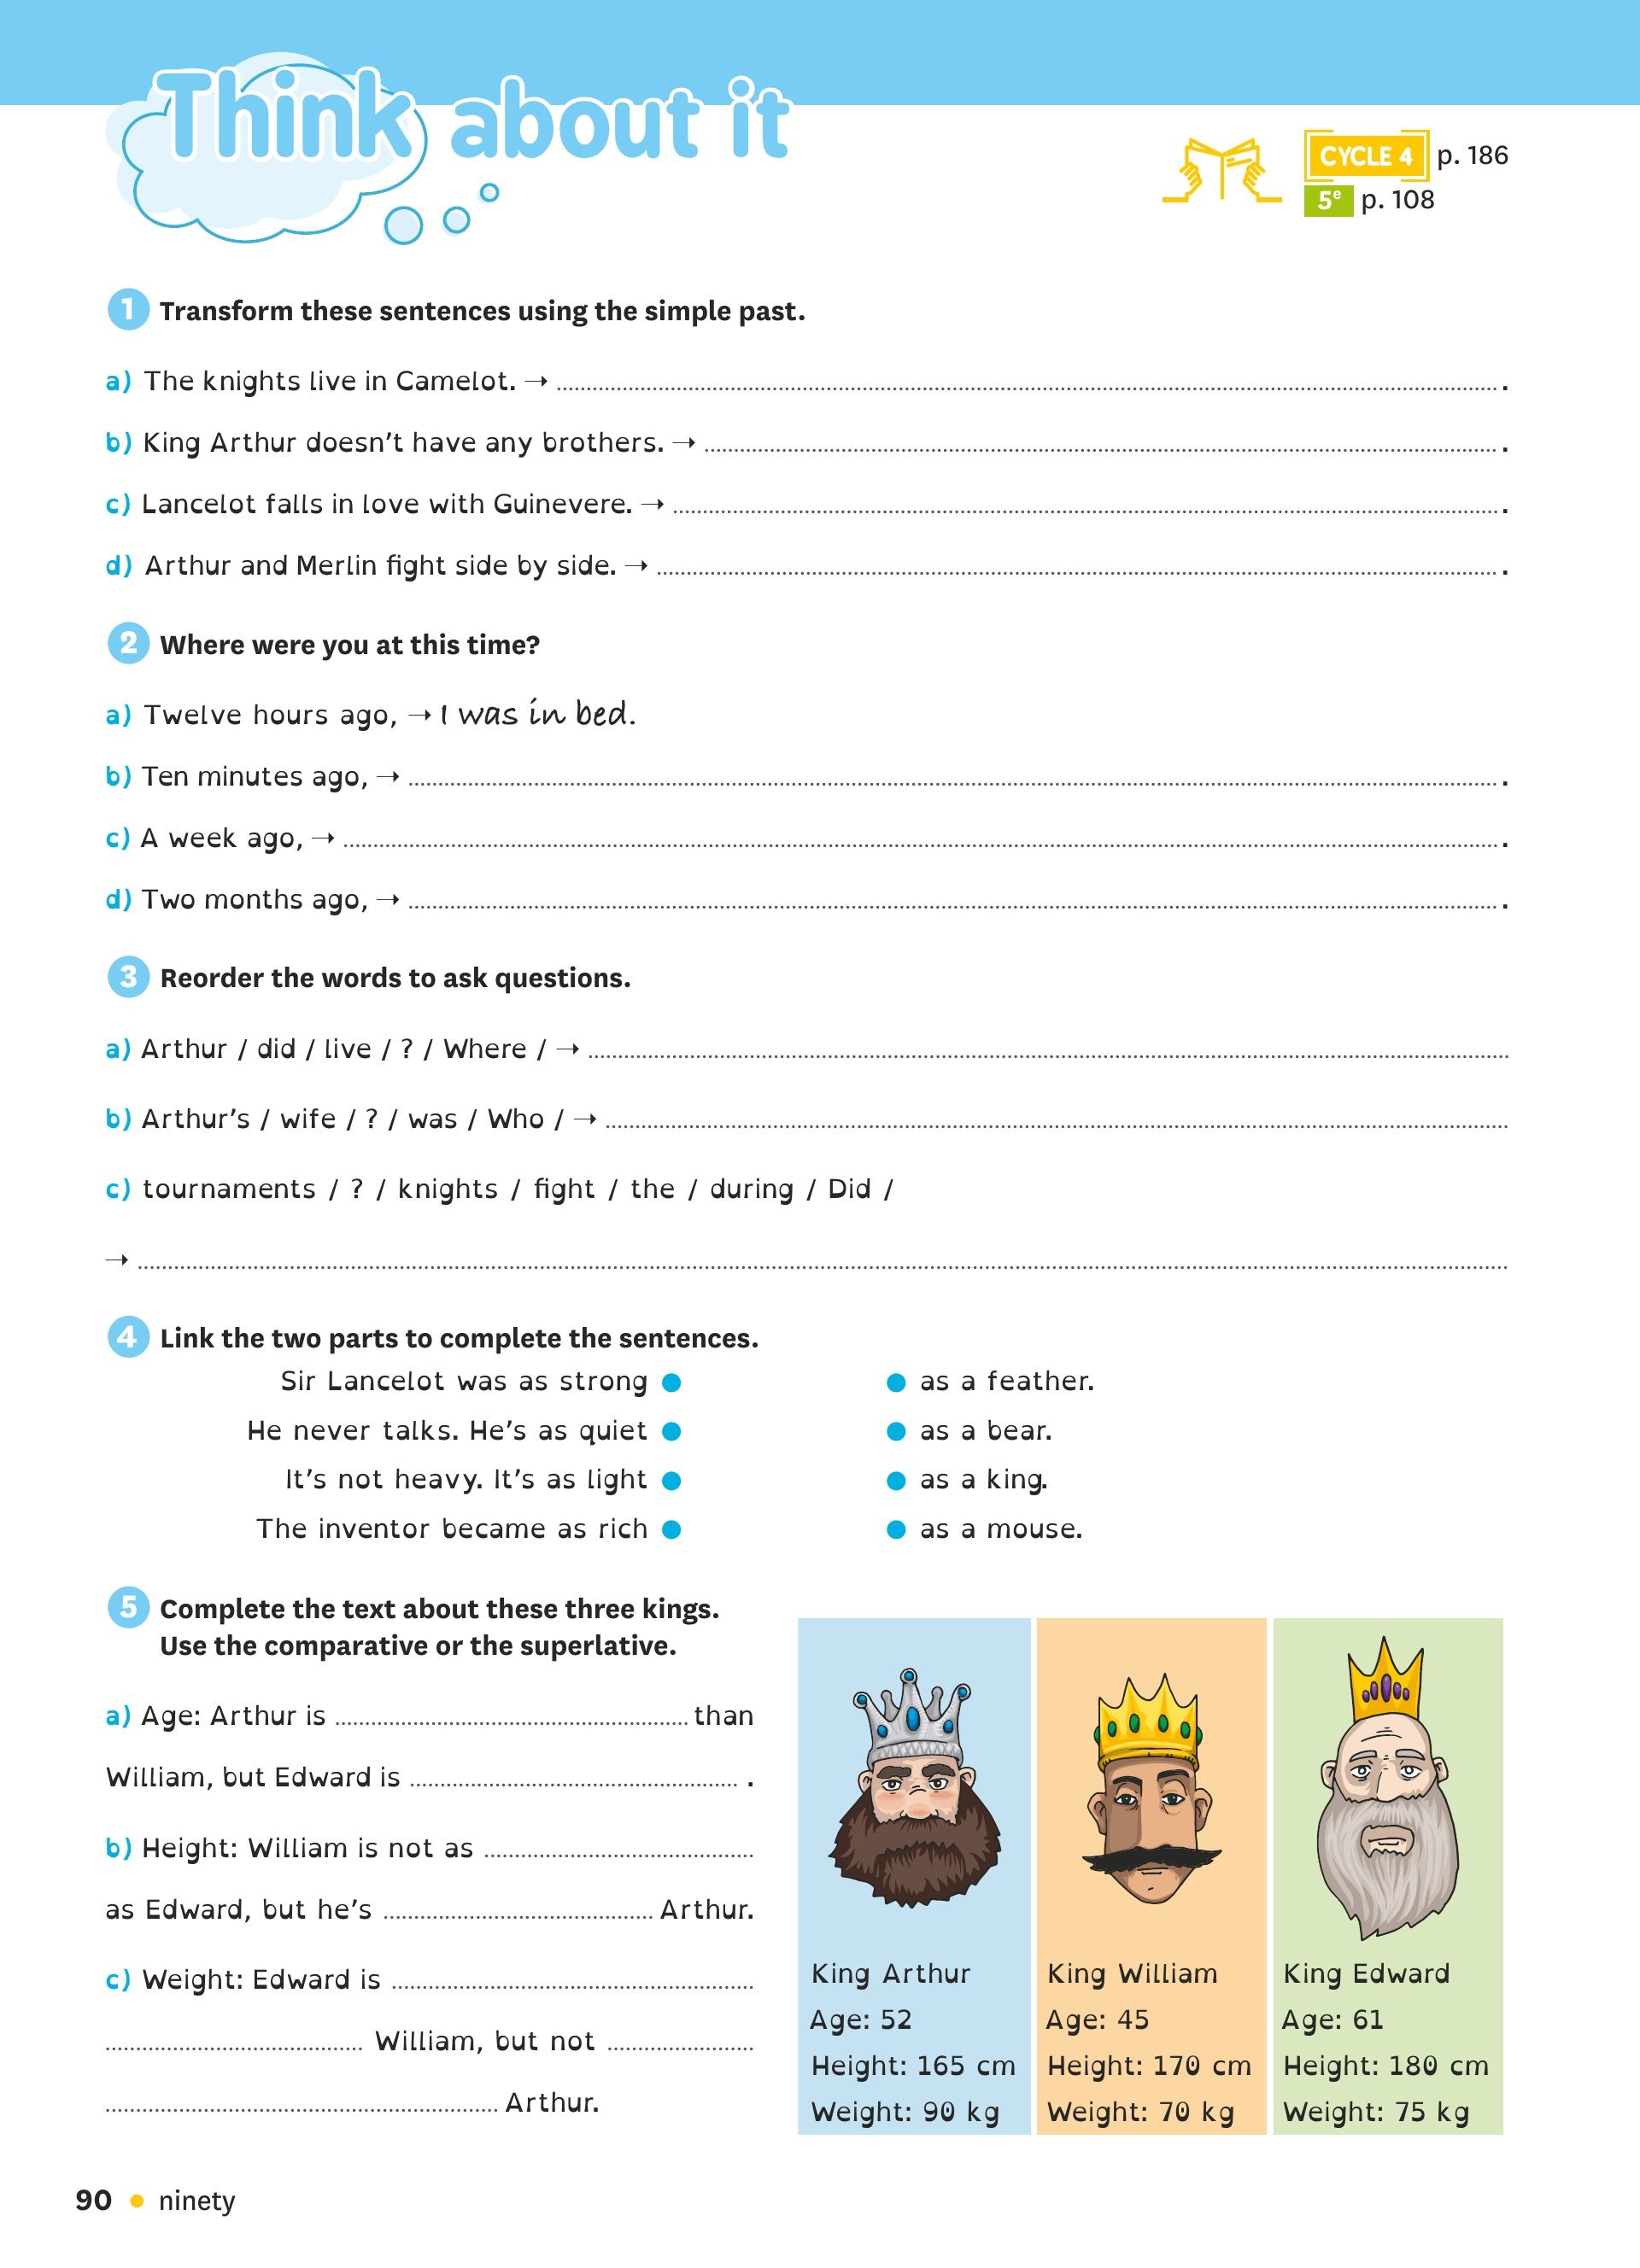 Think about it
CYCLE 4 p. 186
5e p. 108
1 Transform these sentences using the simple past.
a) The knights live in Camelot. → .
b) King Arthur doesn't have any brothers. → .
c) Lancelot falls in love with Guinevere. → .
d) Arthur and Merlin fight side by side. → .
2 Where were you at this time?
a) Twelve hours ago, → I was in bed.
b) Ten minutes ago, → .
c) A week ago, → .
d) Two months ago, → .
3 Reorder the words to ask questions.
a) Arthur / did / live / ? / Where / →
b) Arthur's / wife / ? / was / Who / →
c) tournaments / ? / knights / fight / the / during / Did /
→
4 Link the two parts to complete the sentences.
Sir Lancelot was as strong ● ● as a feather.
He never talks. He's as quiet ● ● as a bear.
It's not heavy. It's as light ● ● as a king.
The inventor became as rich ● ● as a mouse.
5 Complete the text about these three kings.
Use the comparative or the superlative.
a) Age: Arthur is ........ than
William, but Edward is ........ .
b) Height: William is not as ........
as Edward, but he's ........ Arthur.
c) Weight: Edward is ........
........ William, but not ........
........ Arthur.
King Arthur
Age: 52
Height: 165 cm
Weight: 90 kg
King William
Age: 45
Height: 170 cm
Weight: 70 kg
King Edward
Age: 61
Height: 180 cm
Weight: 75 kg
90 • ninety